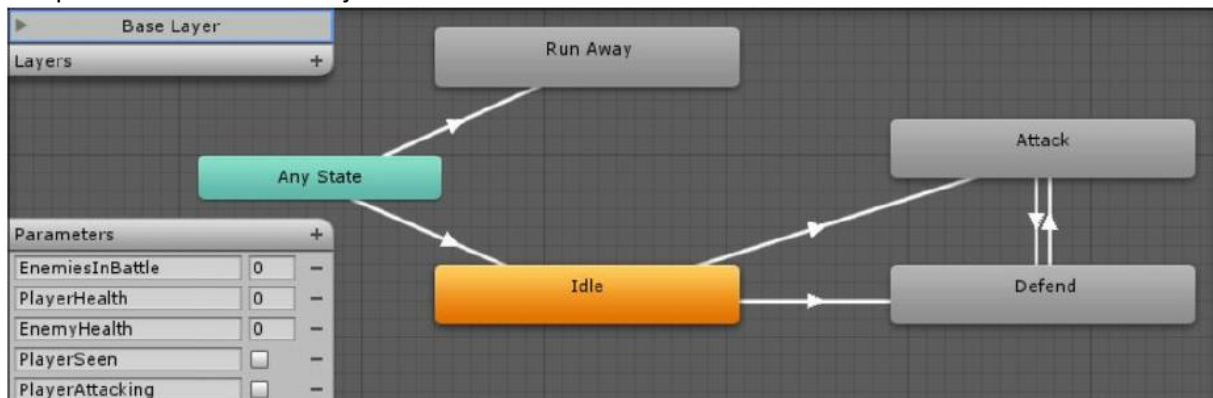 Base Layer
Layers +
Run Away
Attack
Any State
Parameters +
EnemiesInBattle 0 -
PlayerHealth 0 -
EnemyHealth 0 -
PlayerSeen -
PlayerAttacking -
Idle
Defend